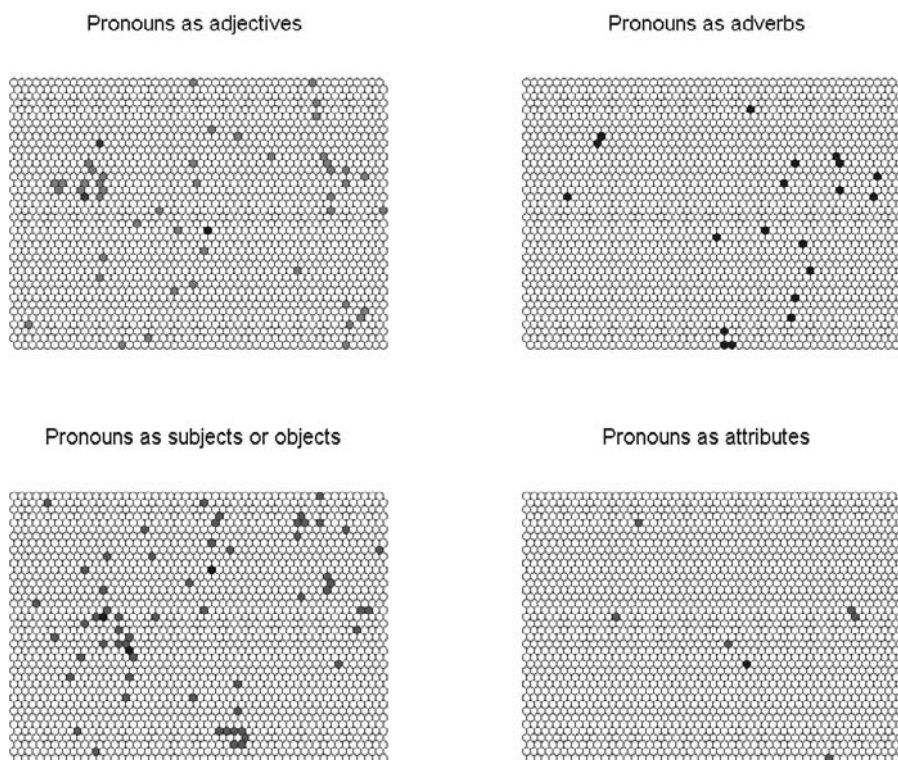 Pronouns as adjectives
Pronouns as adverbs
Pronouns as subjects or objects
Pronouns as attributes